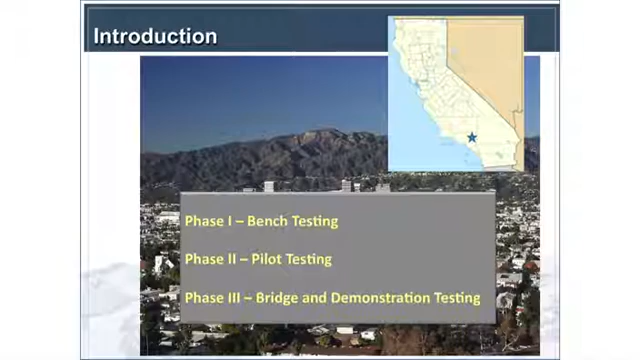 Introduction
Phase I – Bench Testing
Phase II – Pilot Testing
Phase III – Bridge and Demonstration Testing